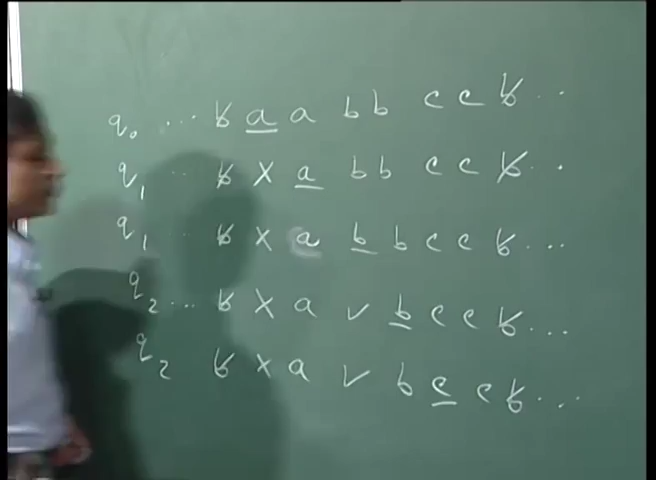 q₀ ... ƀ a a b b c c ƀ ...
q₁ ... ƀ X a b b c c ƀ ...
q₁ ... ƀ X a b b c c ƀ ...
q₂ ... ƀ X a ✓ b c c ƀ ...
q₂ ƀ X a ✓ b c c ƀ ...